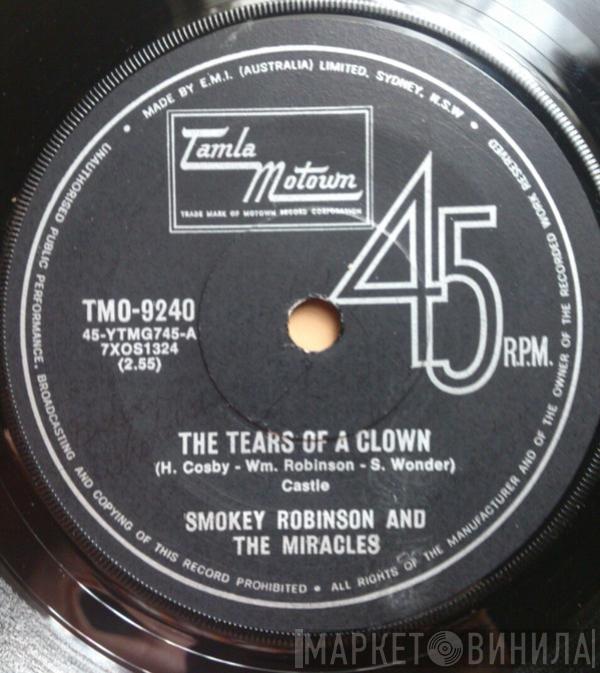 MADE BY E.M.I. (AUSTRALIA) LIMITED, SYDNEY, N.S.W.
UNAUTHORISED PUBLIC PERFORMANCE, BROADCASTING AND COPYING OF THIS RECORD PROHIBITED • ALL RIGHTS OF THE MANUFACTURER AND OF THE OWNER OF THE RECORDED WORK RESERVED
Tamla
Motown
TRADE MARK OF MOTOWN RECORD CORPORATION
45
R.P.M.
TMO-9240
45-YTMG745-A
7XOS1324
(2.55)
THE TEARS OF A CLOWN
(H. Cosby - Wm. Robinson - S. Wonder)
Castle
SMOKEY ROBINSON AND
THE MIRACLES
МАРКЕТ ВИНИЛА